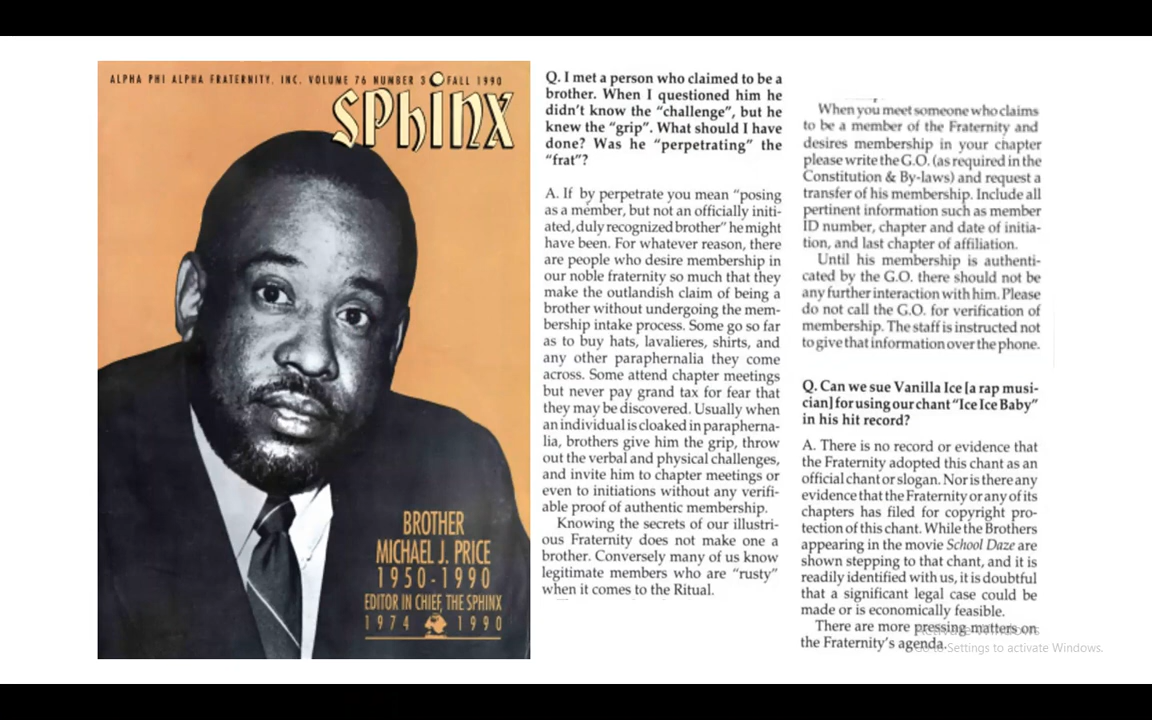 ALPHA PHI ALPHA FRATERNITY, INC. VOLUME 76 NUMBER 3 FALL 1990
SPHINX
BROTHER
MICHAEL J. PRICE
1950-1990
EDITOR IN CHIEF, THE SPHINX
1974 1990
Q. I met a person who claimed to be a
brother. When I questioned him he
didn't know the "challenge", but he
knew the "grip". What should I have
done? Was he "perpetrating" the
"frat"?
A. If by perpetrate you mean "posing
as a member, but not an officially initi-
ated, duly recognized brother" he might
have been. For whatever reason, there
are people who desire membership in
our noble fraternity so much that they
make the outlandish claim of being a
brother without undergoing the mem-
bership intake process. Some go so far
as to buy hats, lavalieres, shirts, and
any other paraphernalia they come
across. Some attend chapter meetings
but never pay grand tax for fear that
they may be discovered. Usually when
an individual is cloaked in parapherna-
lia, brothers give him the grip, throw
out the verbal and physical challenges,
and invite him to chapter meetings or
even to initiations without any verifi-
able proof of authentic membership.
Knowing the secrets of our illustri-
ous Fraternity does not make one a
brother. Conversely many of us know
legitimate members who are "rusty"
when it comes to the Ritual.
When you meet someone who claims
to be a member of the Fraternity and
desires membership in your chapter
please write the G.O. (as required in the
Constitution & By-laws) and request a
transfer of his membership. Include all
pertinent information such as member
ID number, chapter and date of initia-
tion, and last chapter of affiliation.
Until his membership is authenti-
cated by the G.O. there should not be
any further interaction with him. Please
do not call the G.O. for verification of
membership. The staff is instructed not
to give that information over the phone.
Q. Can we sue Vanilla Ice [a rap musi-
cian] for using our chant "Ice Ice Baby"
in his hit record?
A. There is no record or evidence that
the Fraternity adopted this chant as an
official chant or slogan. Nor is there any
evidence that the Fraternity or any of its
chapters has filed for copyright pro-
tection of this chant. While the Brothers
appearing in the movie School Daze are
shown stepping to that chant, and it is
readily identified with us, it is doubtful
that a significant legal case could be
made or is economically feasible.
There are more pressing matters on
the Fraternity's agenda.
Activate Windows
Go to Settings to activate Windows.